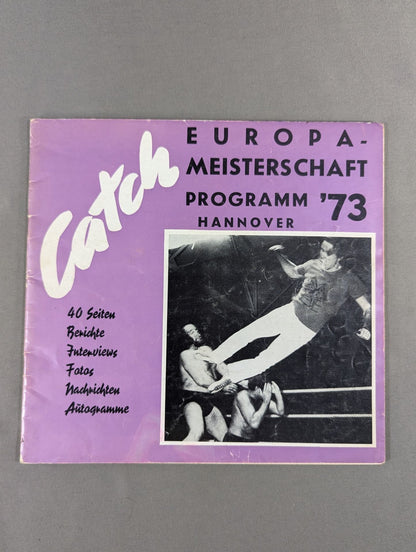 Catch
EUROPA-
MEISTERSCHAFT
PROGRAMM '73
HANNOVER
40 Seiten
Berichte
Interviews
Fotos
Nachrichten
Autogramme